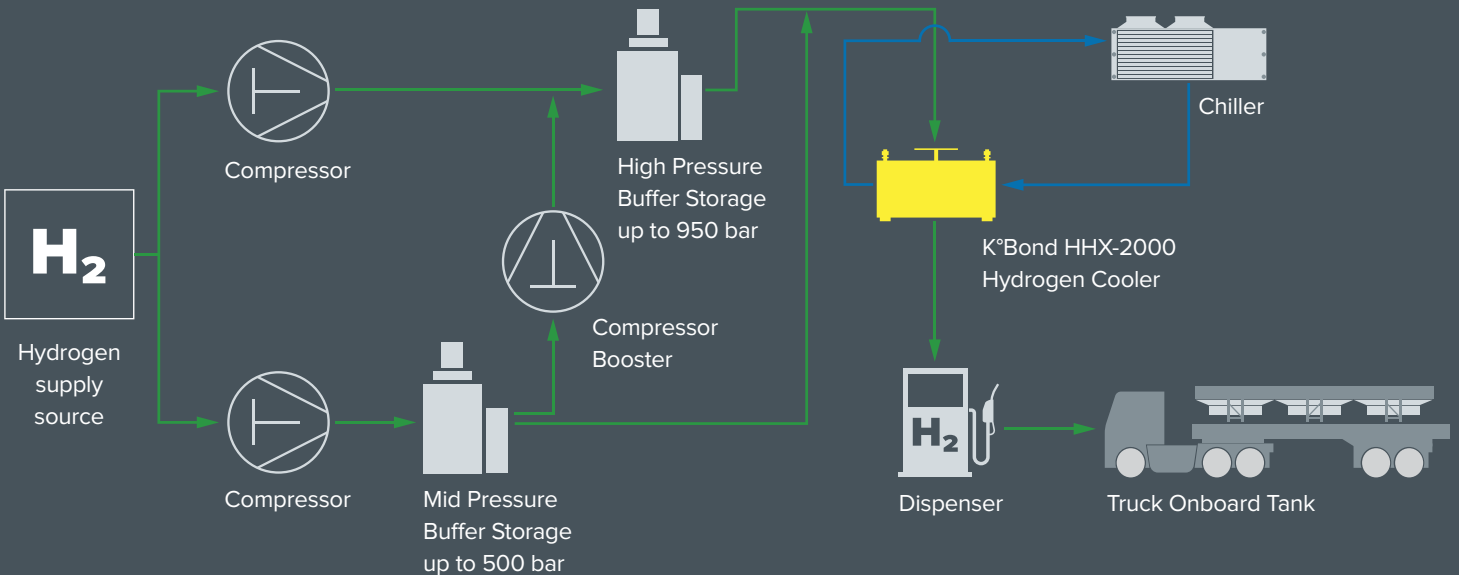 Chiller
Compressor
High Pressure
Buffer Storage
up to 950 bar
H₂
K°Bond HHX-2000
Hydrogen Cooler
Hydrogen
supply
source
Compressor
Booster
H₂
Compressor
Mid Pressure
Buffer Storage
up to 500 bar
Dispenser
Truck Onboard Tank